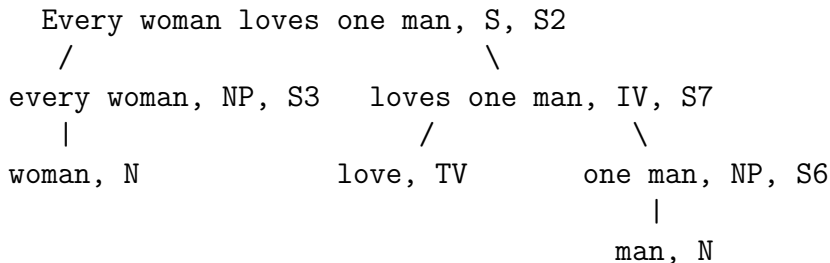 Every woman loves one man, S, S2
/ \
every woman, NP, S3 loves one man, IV, S7
| / \
woman, N love, TV one man, NP, S6
|
man, N